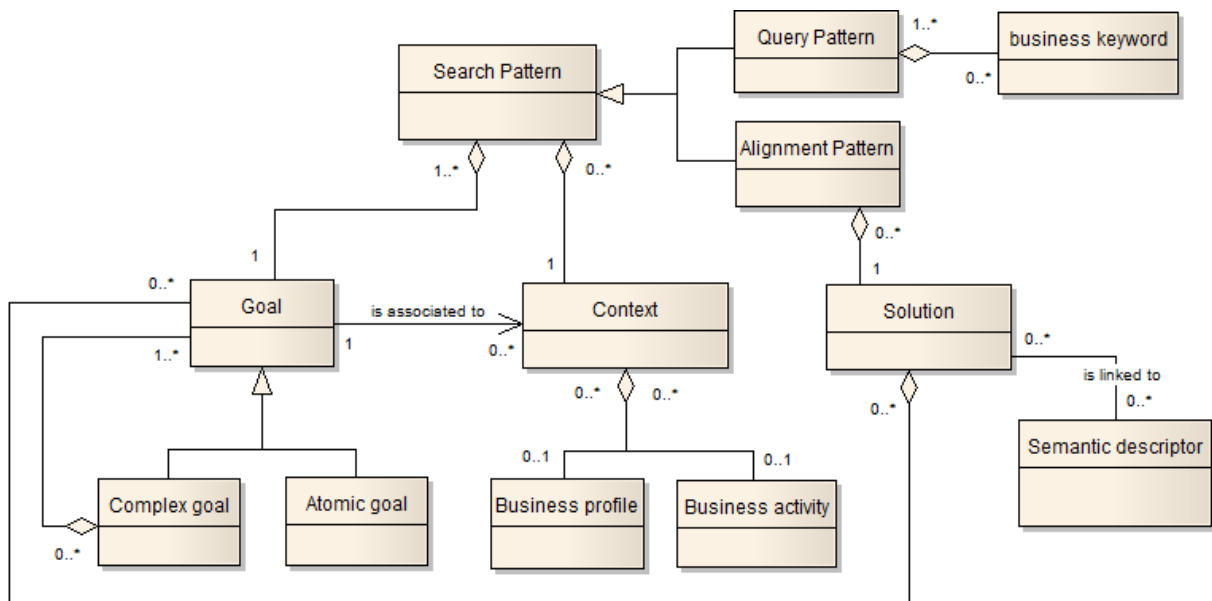 Query Pattern
1..*
0..*
business keyword
Search Pattern
1..*
0..*
Alignment Pattern
0..*
1
1
1
0..*
Goal
1..*
is associated to
1
0..*
Context
0..*
0..*
Solution
0..*
is linked to
0..*
0..*
Semantic descriptor
0..1
0..1
Complex goal
0..*
Atomic goal
Business profile
Business activity